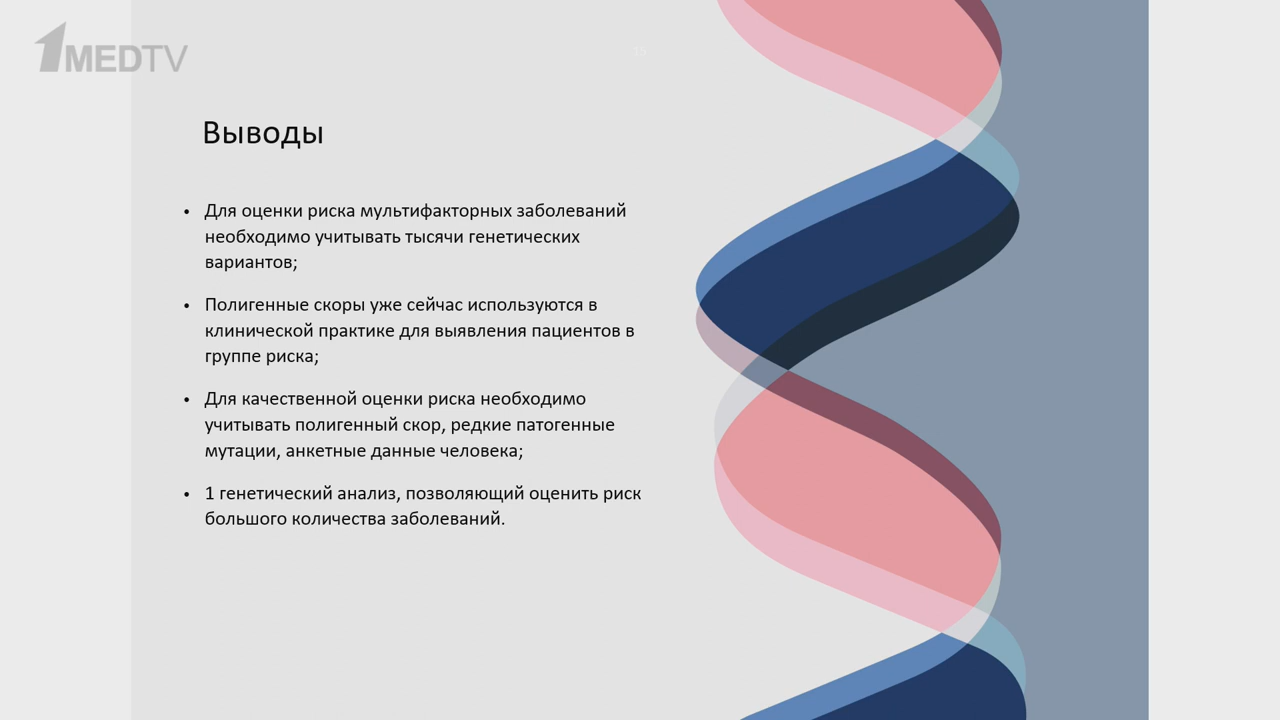 1MEDTV
15
Выводы
• Для оценки риска мультифакторных заболеваний
необходимо учитывать тысячи генетических
вариантов;
• Полигенные скоры уже сейчас используются в
клинической практике для выявления пациентов в
группе риска;
• Для качественной оценки риска необходимо
учитывать полигенный скор, редкие патогенные
мутации, анкетные данные человека;
• 1 генетический анализ, позволяющий оценить риск
большого количества заболеваний.